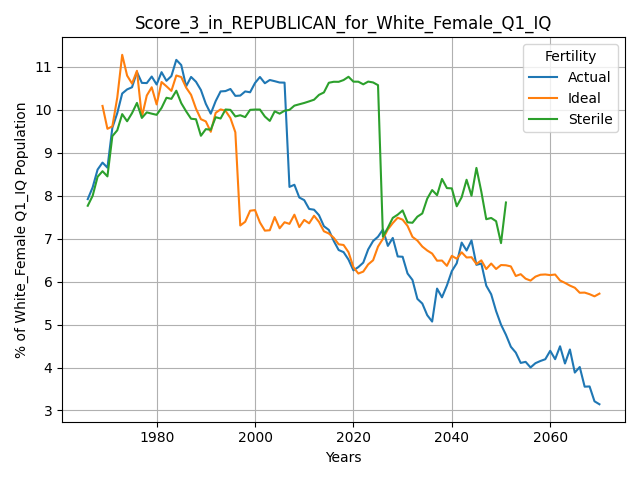 Score_3_in_REPUBLICAN_for_White_Female_Q1_IQ
% of White_Female Q1_IQ Population
11
10
9
8
7
6
5
4
3
Fertility
Actual
Ideal
Sterile
1980
2000
2020
2040
2060
Years